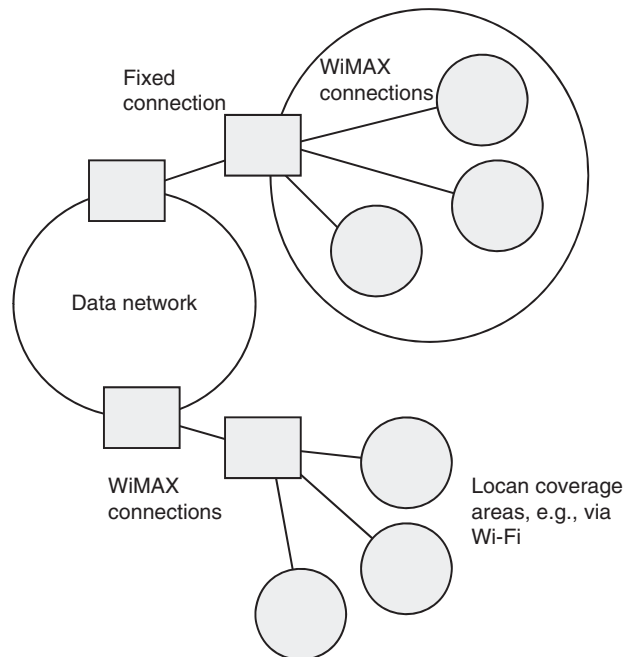 Fixed
connection
WiMAX
connections
Data network
WiMAX
connections
Locan coverage
areas, e.g., via
Wi-Fi